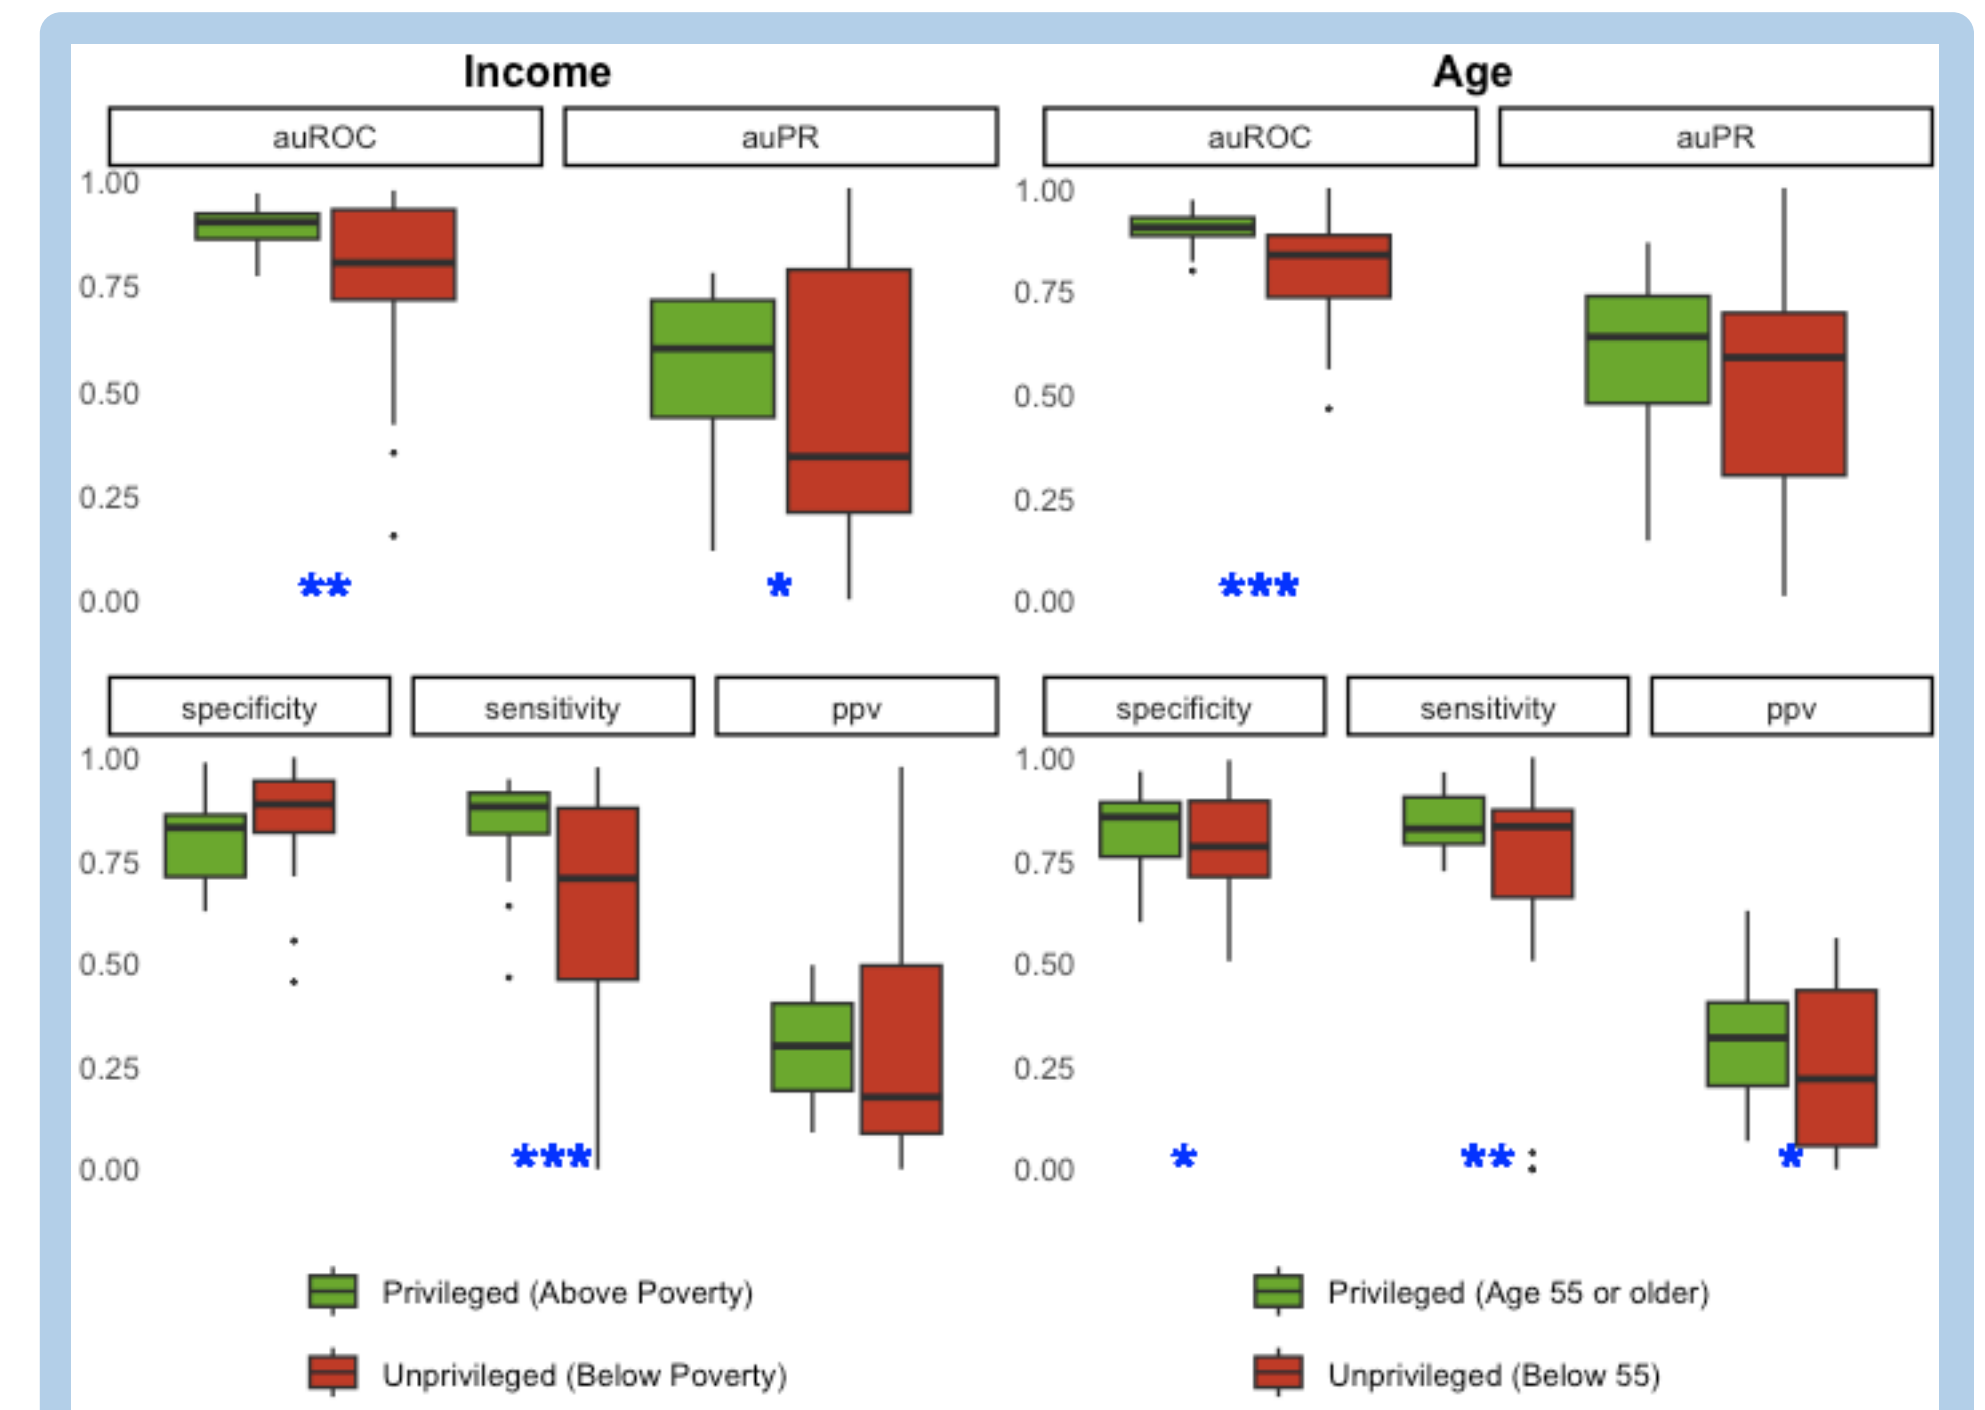 Income
auROC
auPR
1.00
0.75
0.50
0.25
0.00
**
*
specificity
sensitivity
ppv
1.00
0.75
0.50
0.25
0.00
***
Privileged (Above Poverty)
Unprivileged (Below Poverty)
Age
auROC
auPR
1.00
0.75
0.50
0.25
0.00
***
specificity
sensitivity
ppv
1.00
0.75
0.50
0.25
0.00
*
**
*
Privileged (Age 55 or older)
Unprivileged (Below 55)